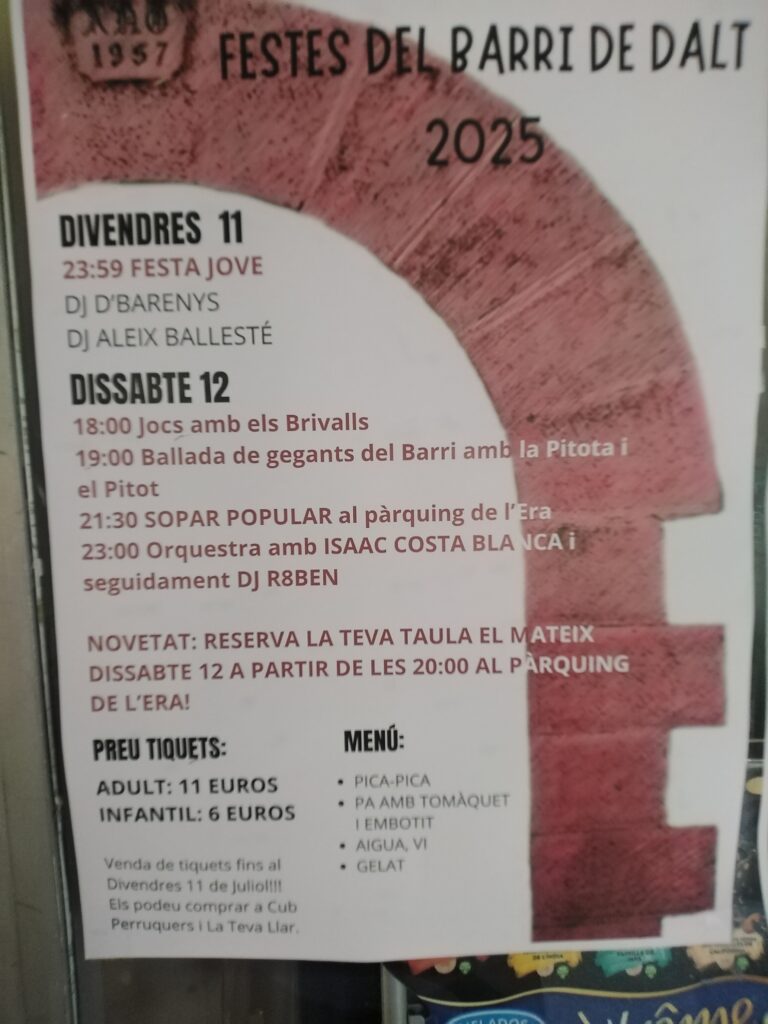 1957
FESTES DEL BARRI DE DALT
2025
DIVENDRES 11
23:59 FESTA JOVE
DJ D'BARENYS
DJ ALEIX BALLESTÉ
DISSABTE 12
18:00 Jocs amb els Brivalls
19:00 Ballada de gegants del Barri amb la Pitota i
el Pitot
21:30 SOPAR POPULAR al pàrquing de l'Era
23:00 Orquestra amb ISAAC COSTA BLANCA i
seguidament DJ R8BEN
NOVETAT: RESERVA LA TEVA TAULA EL MATEIX
DISSABTE 12 A PARTIR DE LES 20:00 AL PÀRQUING
DE L'ERA!
PREU TIQUETS:
ADULT: 11 EUROS
INFANTIL: 6 EUROS
Venda de tiquets fins al
Divendres 11 de Juliol!!!
Els podeu comprar a Cub
Perruquers i La Teva Llar.
MENÚ:
• PICA-PICA
• PA AMB TOMÀQUET
I EMBOTIT
• AIGUA, VI
• GELAT